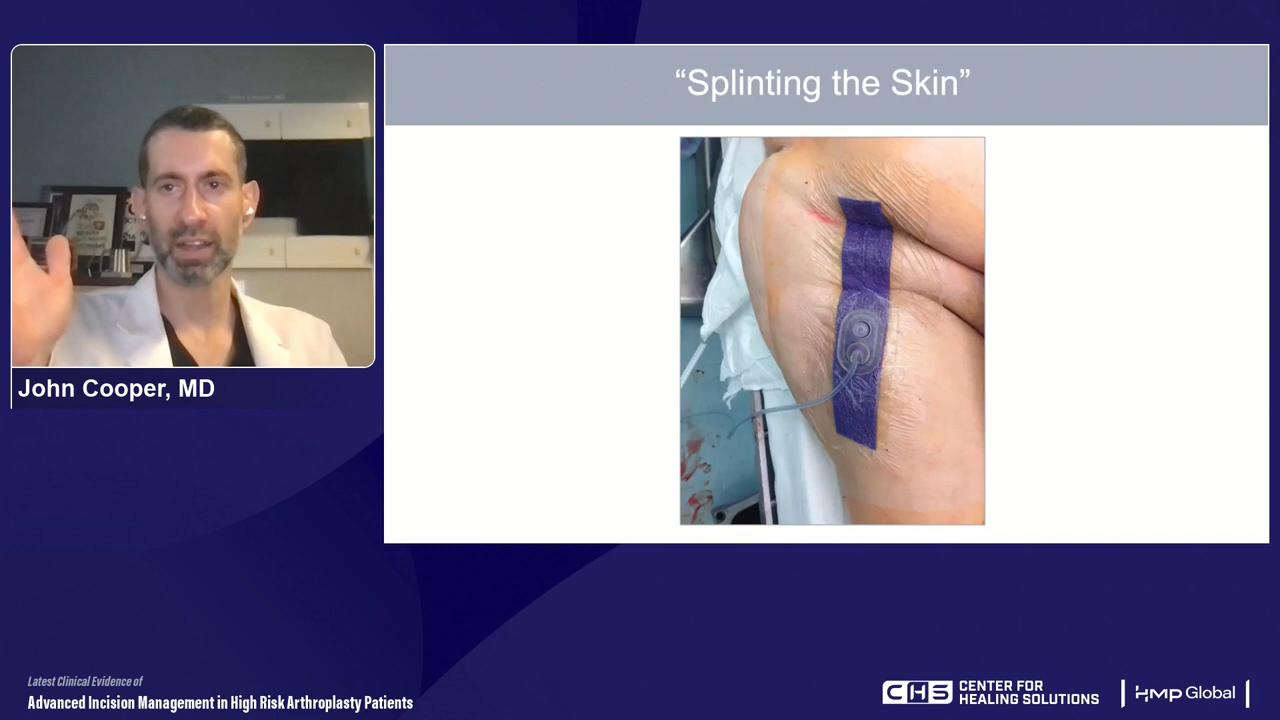 “Splinting the Skin”
John Cooper, MD
Latest Clinical Evidence of
Advanced Incision Management in High Risk Arthroplasty Patients
CHS CENTER FOR
HEALING SOLUTIONS
HMP Global